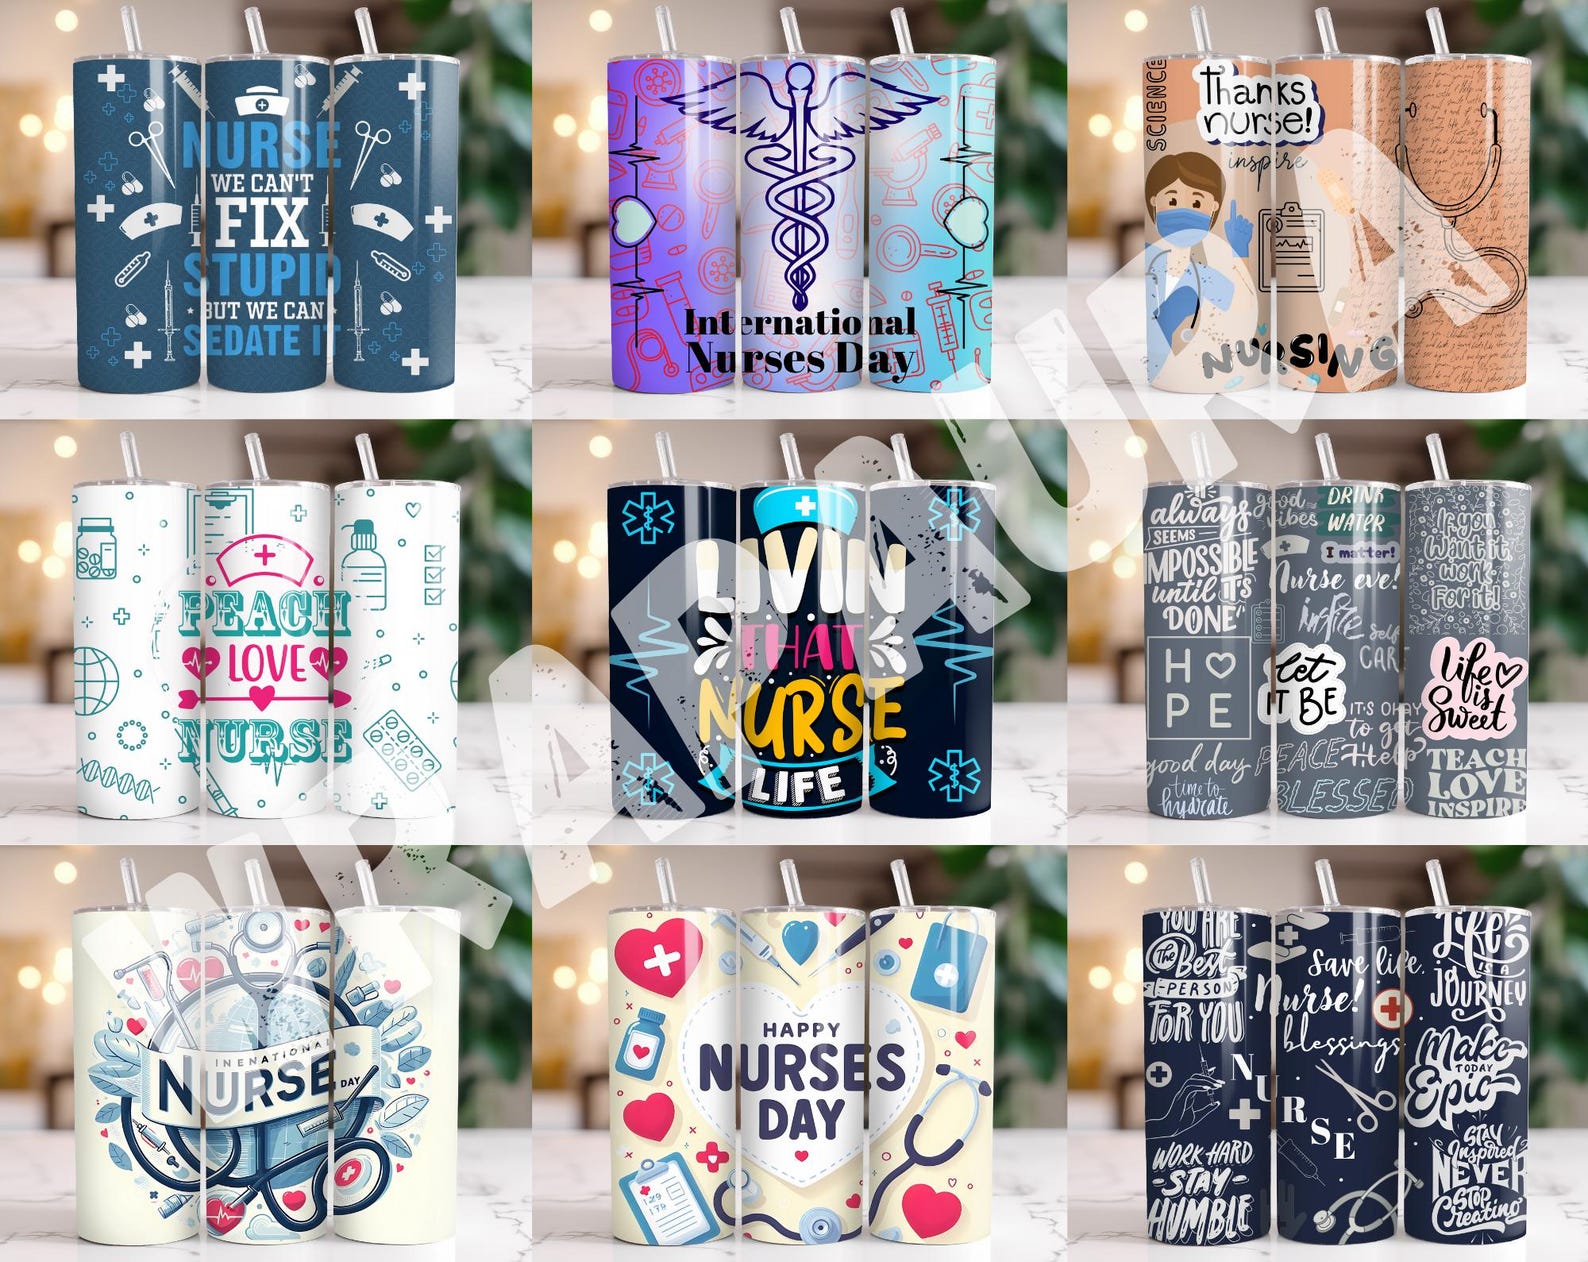 NURSE
WE CAN'T
FIX
STUPID
BUT WE CAN
SEDATE IT
International
Nurses Day
SCIENCE
thanks
nurse!
inspire
NURSING
PEACH
LOVE
NURSE
LIVIN
THAT
NURSE
LIFE
always
SEEMS
IMPOSSIBLE
until IT'S
"DONE"
HOPE
good day
time to
hydrate
good
vibes
DRINK
WATER
I matter!
Nurse eve!
inspire
self
CARE
let
IT BE
IT'S OKAY
to get
Help
PEACE
BLESSED
If you
Want it,
work
For it!
life
is
Sweet
TEACH
LOVE
INSPIRE
INENATIONAL
NURSE
DAY
HAPPY
NURSES
DAY
YOU ARE
The Best
PERSON
FOR YOU
WORK HARD
STAY
HUMBLE
Save life,
Nurse!
blessings
NURSE
Life
IS A
JOURNEY
Make
TODAY
Epic
STAY
Inspired
NEVER
STOP
Creating